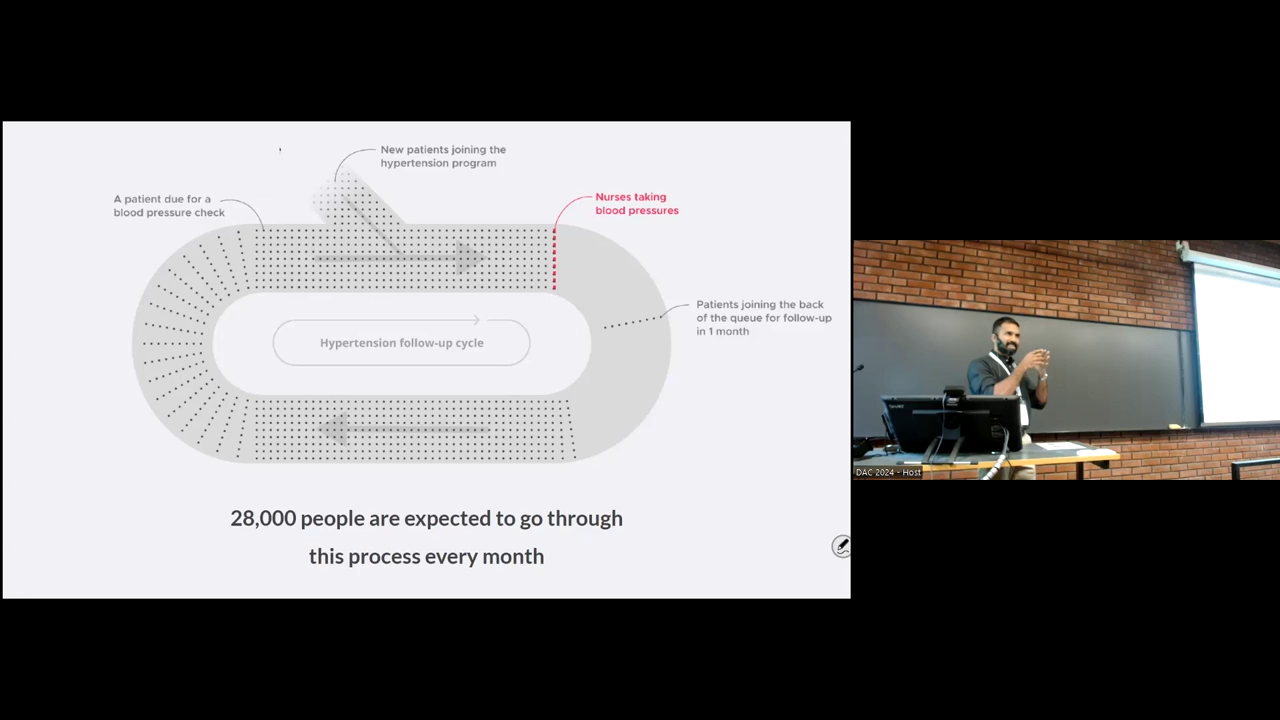 New patients joining the
hypertension program
A patient due for a
blood pressure check
Nurses taking
blood pressures
Patients joining the back
of the queue for follow-up
in 1 month
Hypertension follow-up cycle
28,000 people are expected to go through
this process every month
DAC 2024 - Host